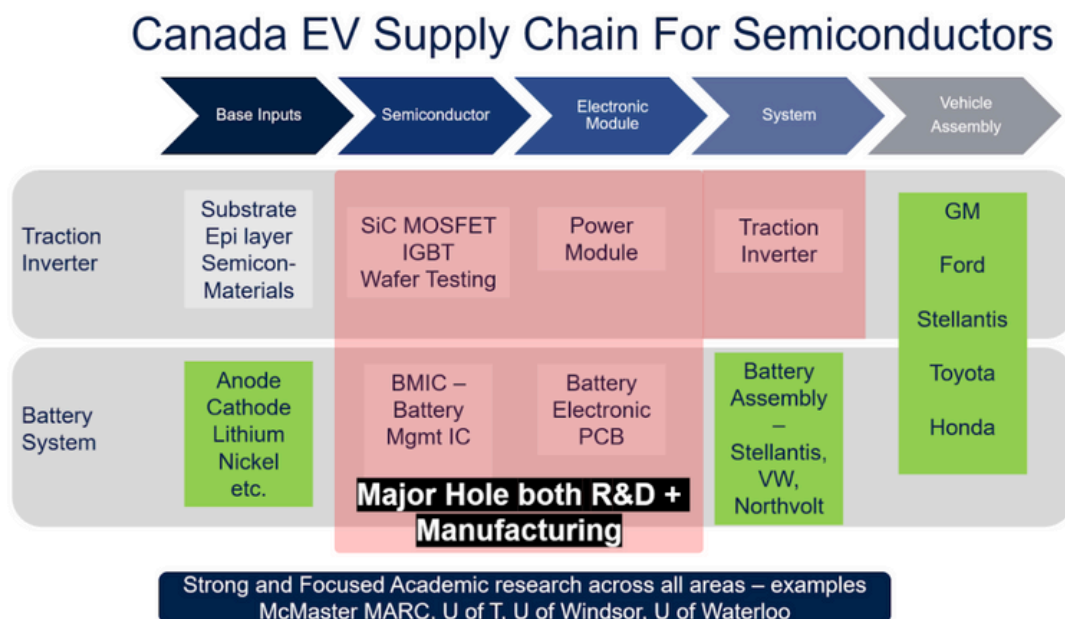 Canada EV Supply Chain For Semiconductors
Base Inputs
Semiconductor
Electronic
Module
System
Vehicle
Assembly
Traction
Inverter
Substrate
Epi layer
Semicon-
Materials
SiC MOSFET
IGBT
Wafer Testing
Power
Module
Traction
Inverter
GM
Ford
Stellantis
Toyota
Honda
Battery
System
Anode
Cathode
Lithium
Nickel
etc.
BMIC –
Battery
Mgmt IC
Battery
Electronic
PCB
Battery
Assembly
–
Stellantis,
VW,
Northvolt
Major Hole both R&D +
Manufacturing
Strong and Focused Academic research across all areas – examples
McMaster MARC, U of T, U of Windsor, U of Waterloo